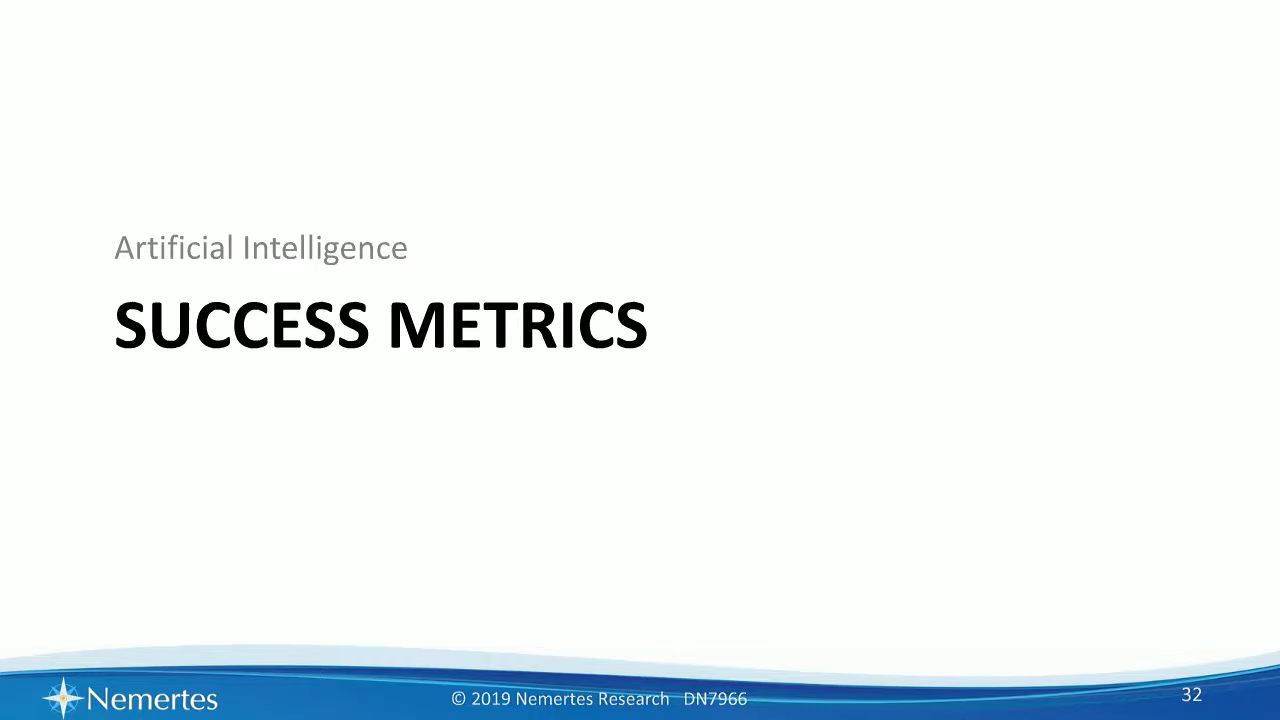 Artificial Intelligence
SUCCESS METRICS
Nemertes
© 2019 Nemertes Research DN7966
32